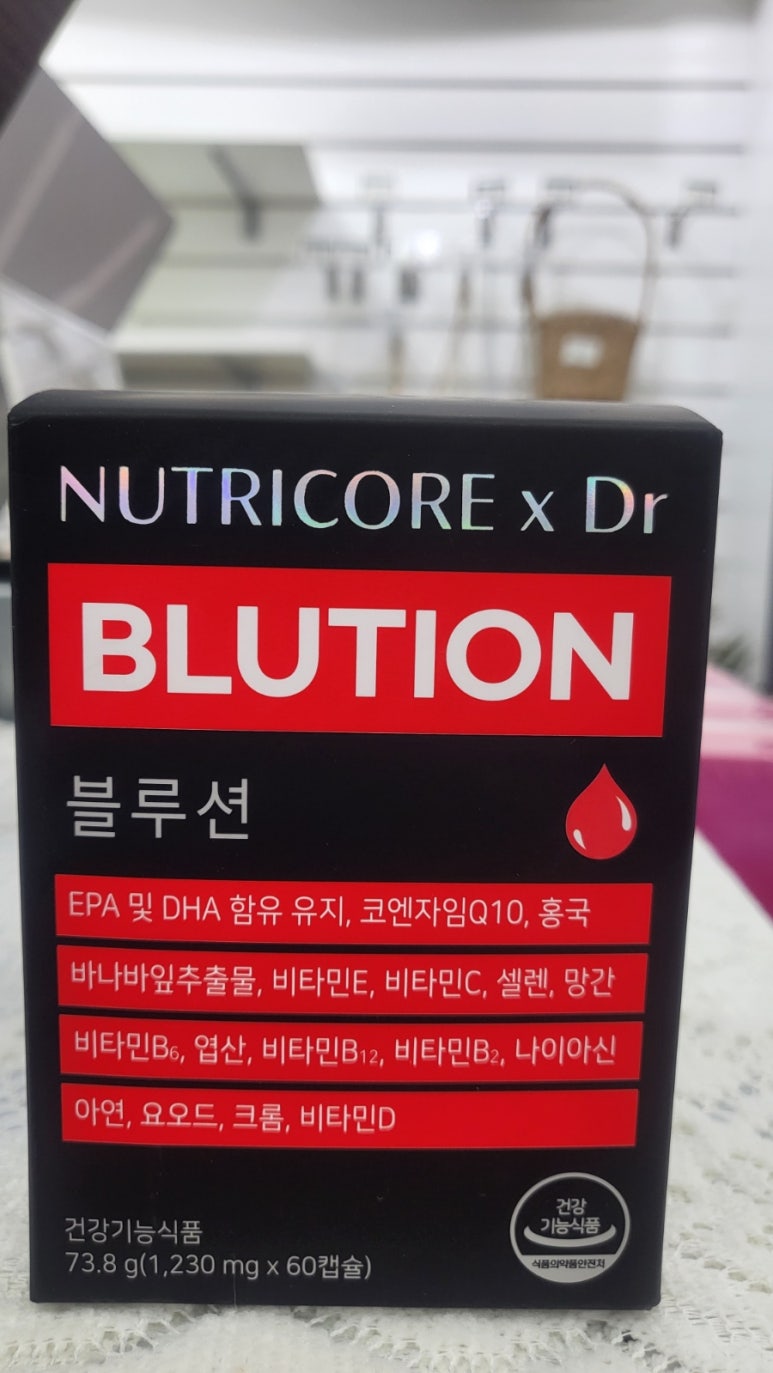 NUTRICORE x Dr
BLUTION
블루션
EPA 및 DHA 함유 유지, 코엔자임Q10, 홍국
바나바잎추출물, 비타민E, 비타민C, 셀렌, 망간
비타민B₆, 엽산, 비타민B₁₂, 비타민B₂, 나이아신
아연, 요오드, 크롬, 비타민D
건강기능식품
73.8 g(1,230 mg x 60캡슐)
건강
기능식품
식품의약품안전처